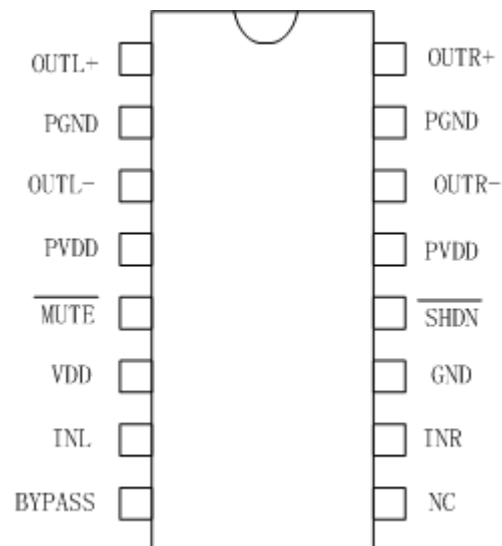 OUTL+ OUTR+
PGND PGND
OUTL- OUTR-
PVDD PVDD
MUTE SHDN
VDD GND
INL INR
BYPASS NC